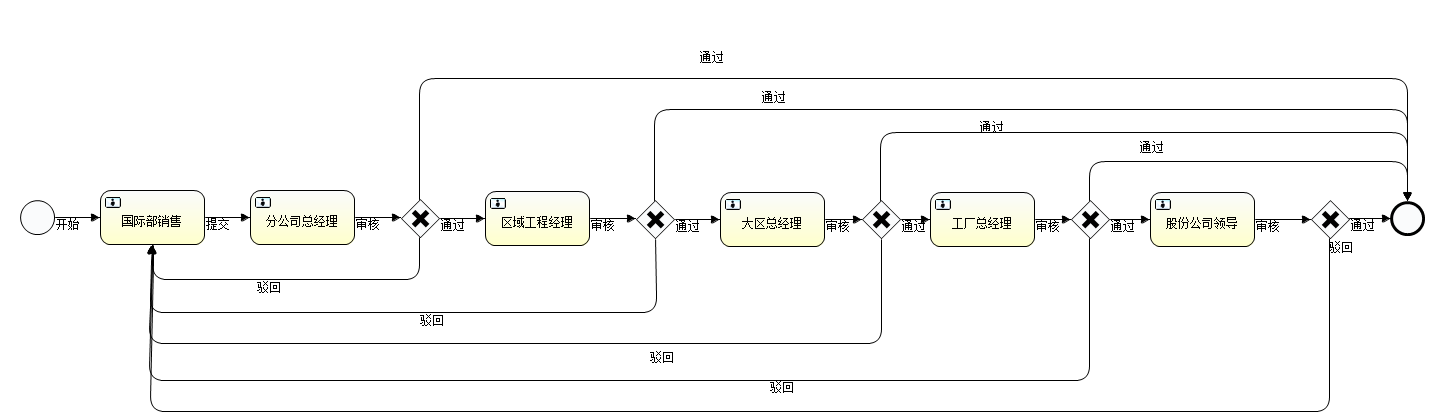 通过
通过
通过
通过
国际部销售
分公司总经理
区域工程经理
大区总经理
工厂总经理
股份公司领导
开始
提交
审核
通过
审核
通过
审核
通过
审核
通过
审核
通过
驳回
驳回
驳回
驳回
驳回